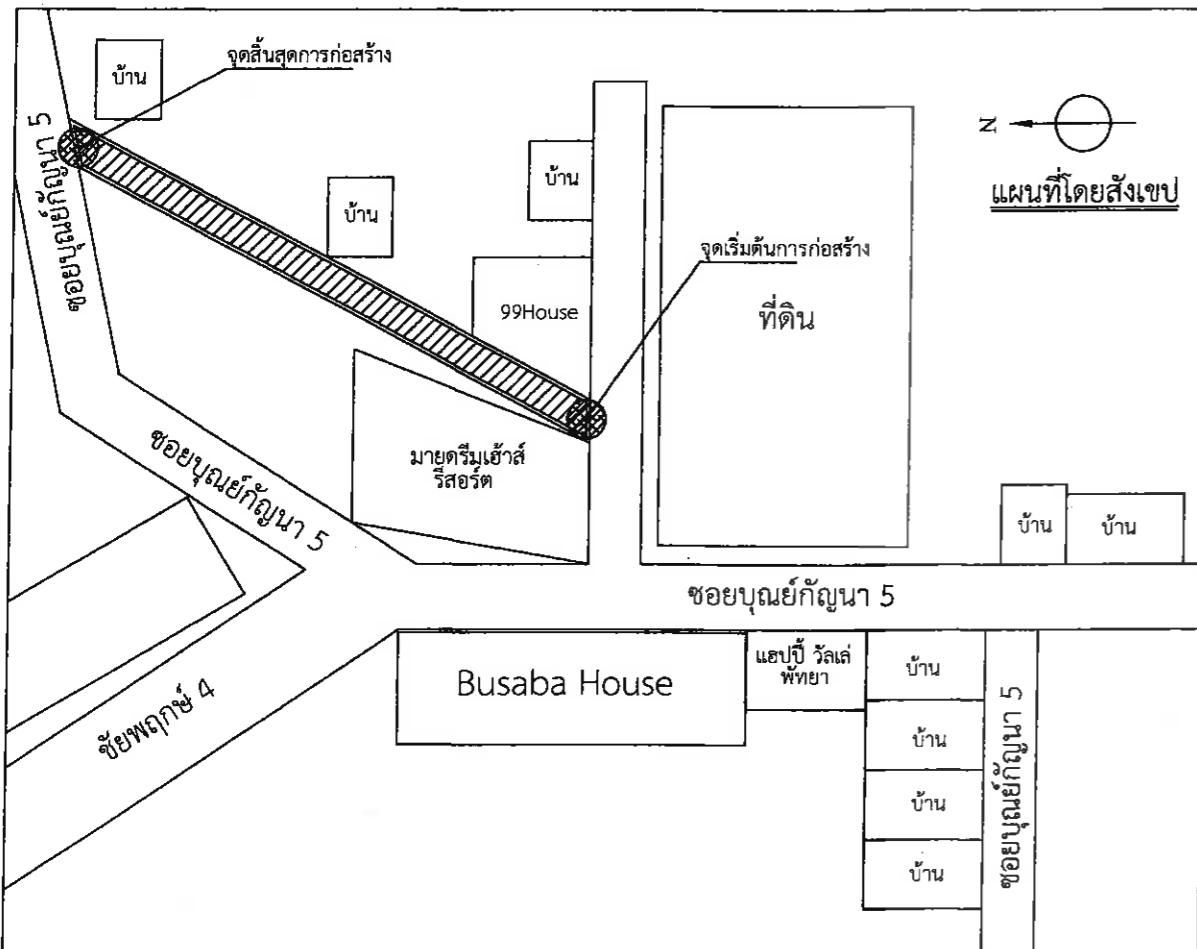 จุดสิ้นสุดการก่อสร้าง
บ้าน
ซอยบุณย์กัญนา 5
บ้าน
บ้าน
N
แผนที่โดยสังเขป
จุดเริ่มต้นการก่อสร้าง
99House
ที่ดิน
มายดรีมเฮ้าส์
รีสอร์ต
ซอยบุณย์กัญนา 5
บ้าน
บ้าน
ซอยบุณย์กัญนา 5
ชัยพฤกษ์ 4
Busaba House
แฮปปี้ วัลเล่
พัทยา
บ้าน
บ้าน
บ้าน
บ้าน
ซอยบุณย์กัญนา 5